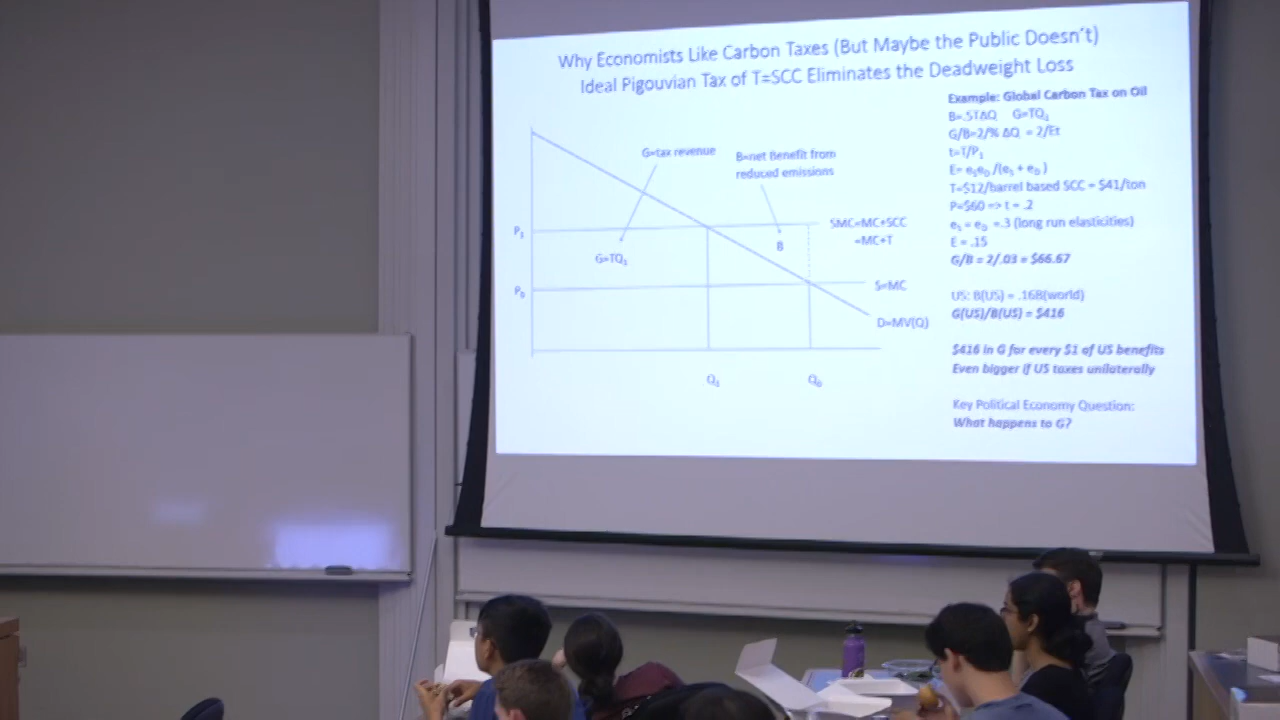 Why Economists Like Carbon Taxes (But Maybe the Public Doesn't)
Ideal Pigouvian Tax of T=SCC Eliminates the Deadweight Loss
G=tax revenue
B=net Benefit from
reduced emissions
P₁
SMC=MC+SCC
=MC+T
B
G=TQ₁
P₀
S=MC
D=MV(Q)
Q₁
Q₀
Example: Global Carbon Tax on Oil
B=.5TΔQ G=TQ₁
G/B=2/% ΔQ = 2/Et
t=T/P₁
E= eₛe_D /(eₛ + e_D )
T=$12/barrel based SCC = $41/ton
P=$60 => t = .2
eₛ = e_D =.3 (long run elasticities)
E = .15
G/B = 2/.03 = $66.67
US: B(US) = .16B(world)
G(US)/B(US) = $416
$416 in G for every $1 of US benefits
Even bigger if US taxes unilaterally
Key Political Economy Question:
What happens to G?